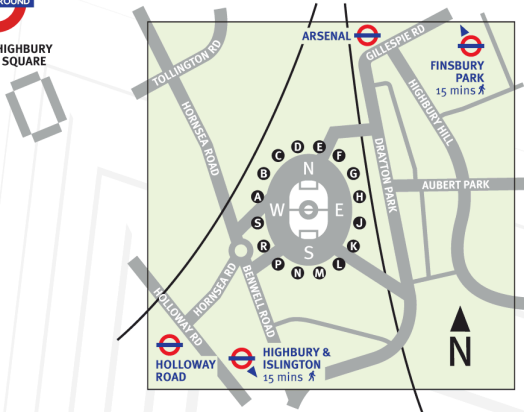 ROUND
HIGHBURY
SQUARE
TOLLINGTON RD
HORNSEA ROAD
ARSENAL
GILLESPIE RD
FINSBURY
PARK
15 mins
HIGHBURY HILL
DRAYTON PARK
AUBERT PARK
A
B
C
D
E
F
G
H
J
K
L
M
N
P
R
S
N
W
E
S
HORNSEA RD
BENWELL ROAD
HOLLOWAY RD
HOLLOWAY
ROAD
HIGHBURY &
ISLINGTON
15 mins
N